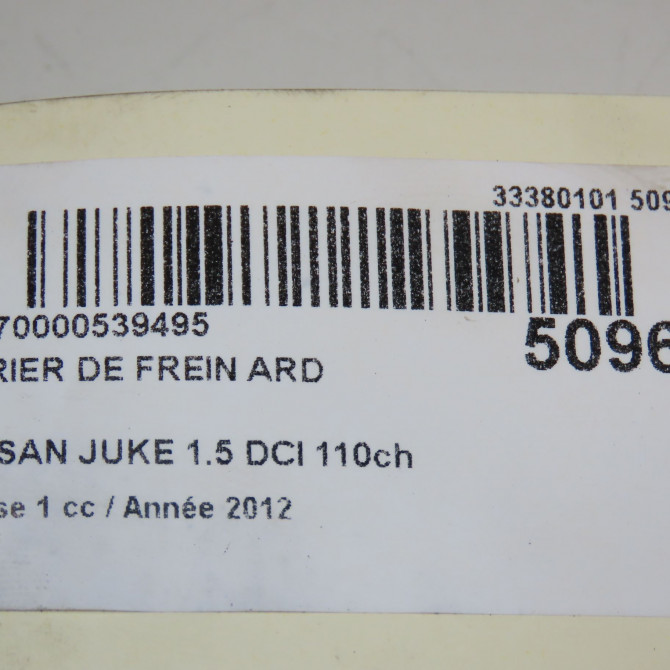 33380101 509
70000539495
5096
RIER DE FREIN ARD
SAN JUKE 1.5 DCI 110ch
se 1 cc / Année 2012